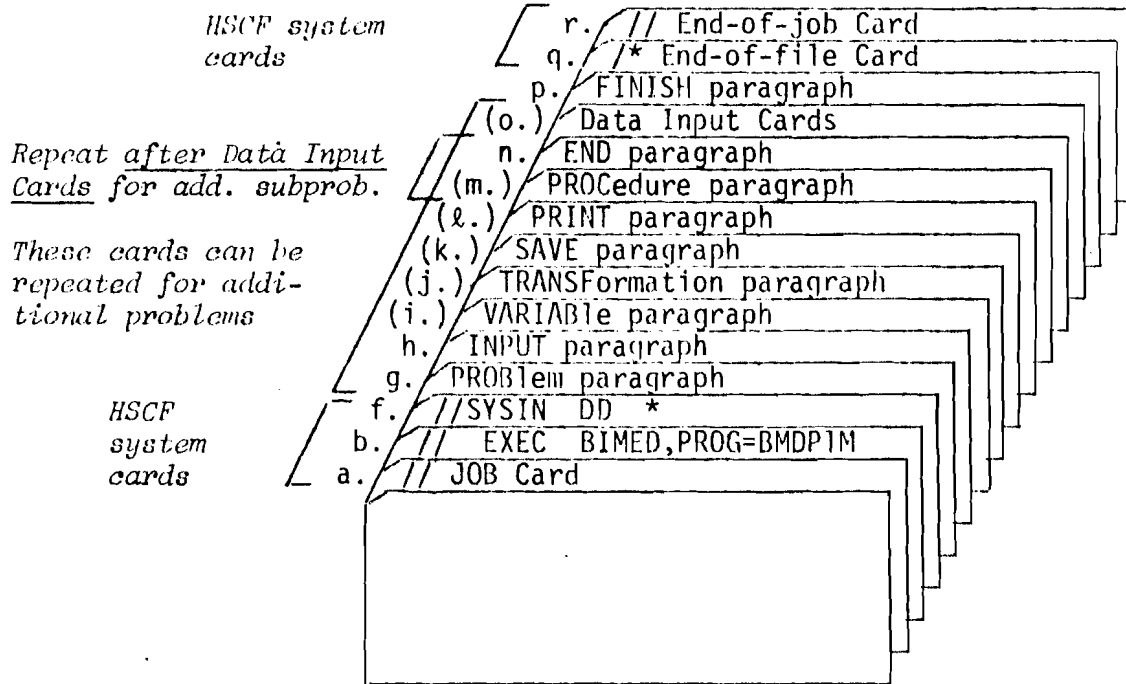 HSCF system
cards
r. // End-of-job Card
q. /* End-of-file Card
p. FINISH paragraph
(o.) Data Input Cards
Repeat after Data Input
Cards for add. subprob.
n. END paragraph
(m.) PROCedure paragraph
(ℓ.) PRINT paragraph
These cards can be
repeated for addi-
tional problems
(k.) SAVE paragraph
(j.) TRANSFormation paragraph
(i.) VARIABle paragraph
h. INPUT paragraph
g. PROBlem paragraph
HSCF
system
cards
f. //SYSIN DD *
b. // EXEC BIMED,PROG=BMDP1M
a. // JOB Card